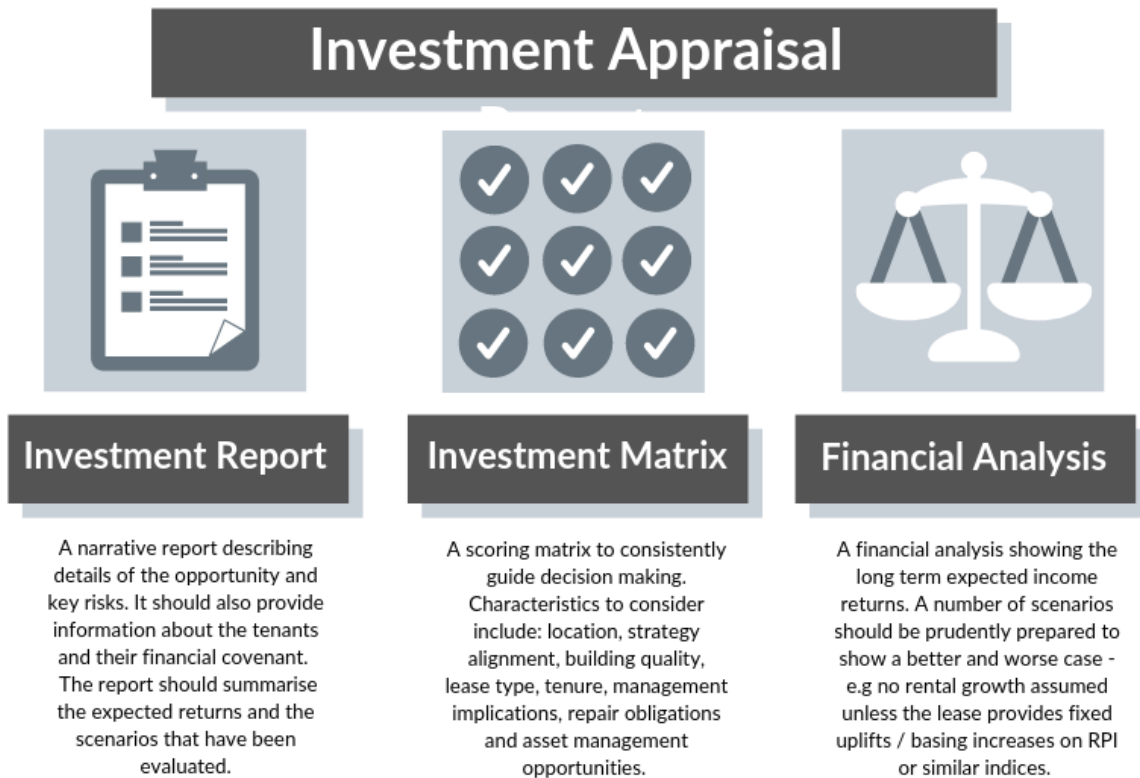 Investment Appraisal
Investment Report
A narrative report describing
details of the opportunity and
key risks. It should also provide
information about the tenants
and their financial covenant.
The report should summarise
the expected returns and the
scenarios that have been
evaluated.
Investment Matrix
A scoring matrix to consistently
guide decision making.
Characteristics to consider
include: location, strategy
alignment, building quality,
lease type, tenure, management
implications, repair obligations
and asset management
opportunities.
Financial Analysis
A financial analysis showing the
long term expected income
returns. A number of scenarios
should be prudently prepared to
show a better and worse case -
e.g no rental growth assumed
unless the lease provides fixed
uplifts / basing increases on RPI
or similar indices.